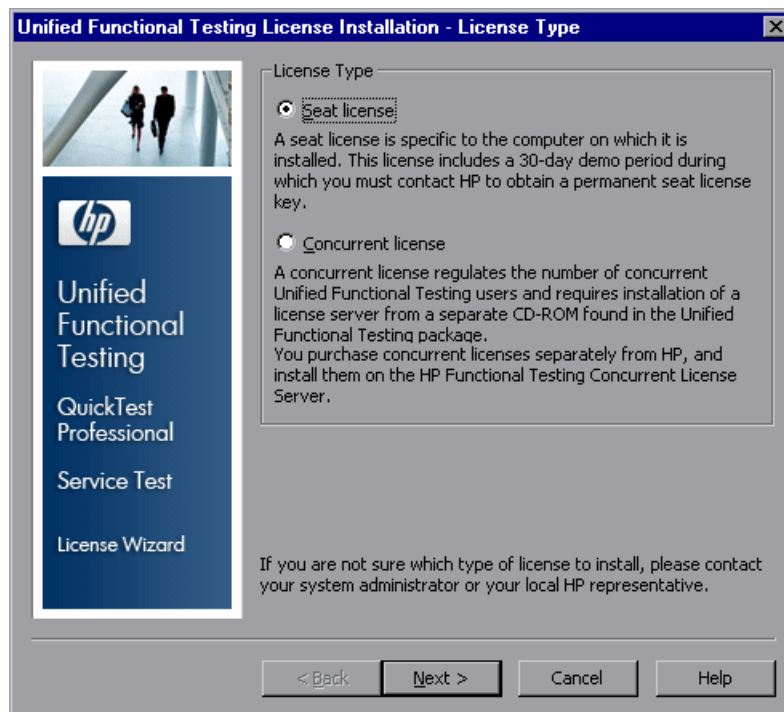 Unified Functional Testing License Installation - License Type
hp
Unified
Functional
Testing
QuickTest
Professional
Service Test
License Wizard
License Type
Seat license
A seat license is specific to the computer on which it is
installed. This license includes a 30-day demo period during
which you must contact HP to obtain a permanent seat license
key.
Concurrent license
A concurrent license regulates the number of concurrent
Unified Functional Testing users and requires installation of a
license server from a separate CD-ROM found in the Unified
Functional Testing package.
You purchase concurrent licenses separately from HP, and
install them on the HP Functional Testing Concurrent License
Server.
If you are not sure which type of license to install, please contact
your system administrator or your local HP representative.
< Back
Next >
Cancel
Help